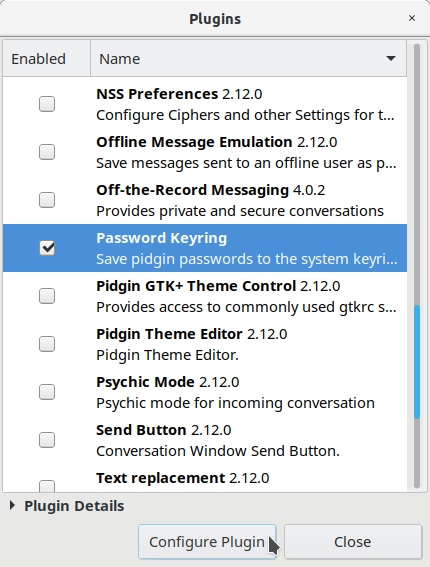 Plugins
×
Enabled Name
NSS Preferences 2.12.0
Configure Ciphers and other Settings for t...
Offline Message Emulation 2.12.0
Save messages sent to an offline user as p...
Off-the-Record Messaging 4.0.2
Provides private and secure conversations
Password Keyring
Save pidgin passwords to the system keyri...
Pidgin GTK+ Theme Control 2.12.0
Provides access to commonly used gtkrc s...
Pidgin Theme Editor 2.12.0
Pidgin Theme Editor.
Psychic Mode 2.12.0
Psychic mode for incoming conversation
Send Button 2.12.0
Conversation Window Send Button.
Text replacement 2.12.0
Plugin Details
Configure Plugin Close